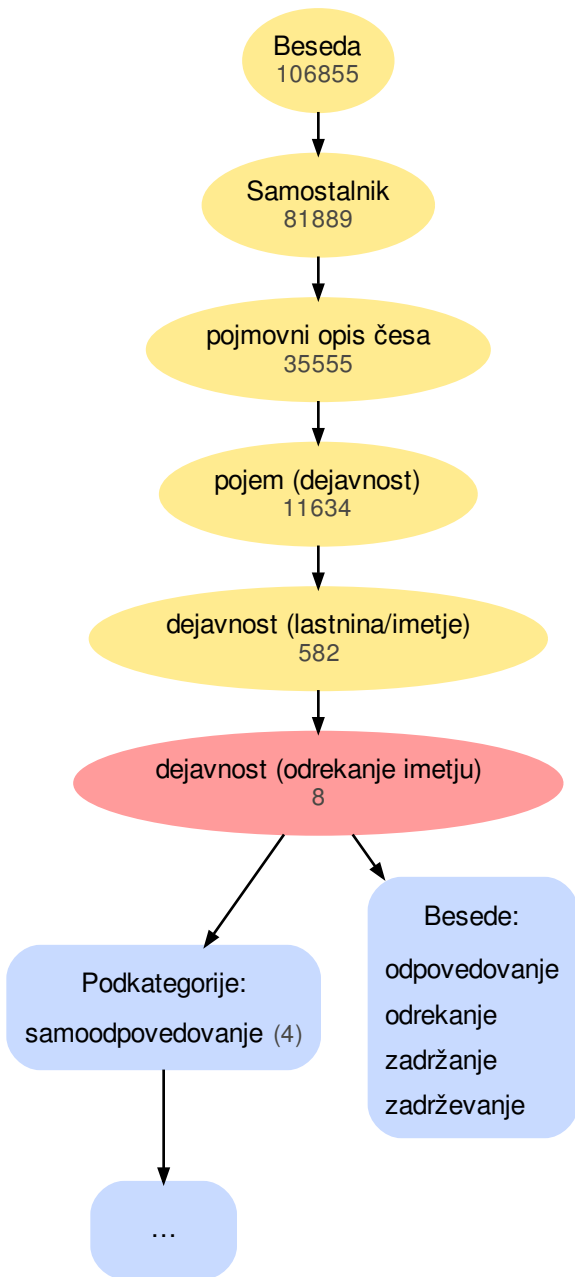 Beseda
106855
Samostalnik
81889
pojmovni opis česa
35555
pojem (dejavnost)
11634
dejavnost (lastnina/imetje)
582
dejavnost (odrekanje imetju)
8
Podkategorije:
samoodpovedovanje (4)
...
Besede:
odpovedovanje
odrekanje
zadržanje
zadrževanje